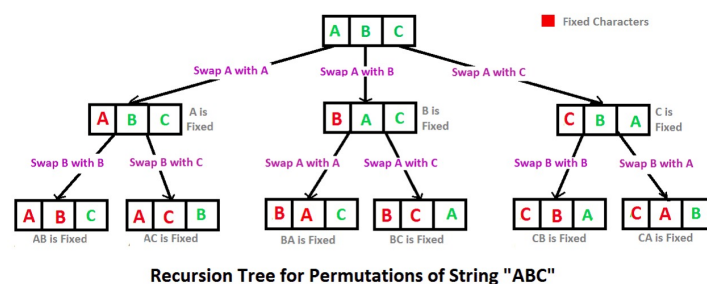 A B C
Fixed Characters
Swap A with A
Swap A with B
Swap A with C
A B C
A is
Fixed
B A C
B is
Fixed
C B A
C is
Fixed
Swap B with B
Swap B with C
Swap A with A
Swap A with C
Swap B with B
Swap B with A
A B C
A C B
B A C
B C A
C B A
C A B
AB is Fixed
AC is Fixed
BA is Fixed
BC is Fixed
CB is Fixed
CA is Fixed
Recursion Tree for Permutations of String "ABC"